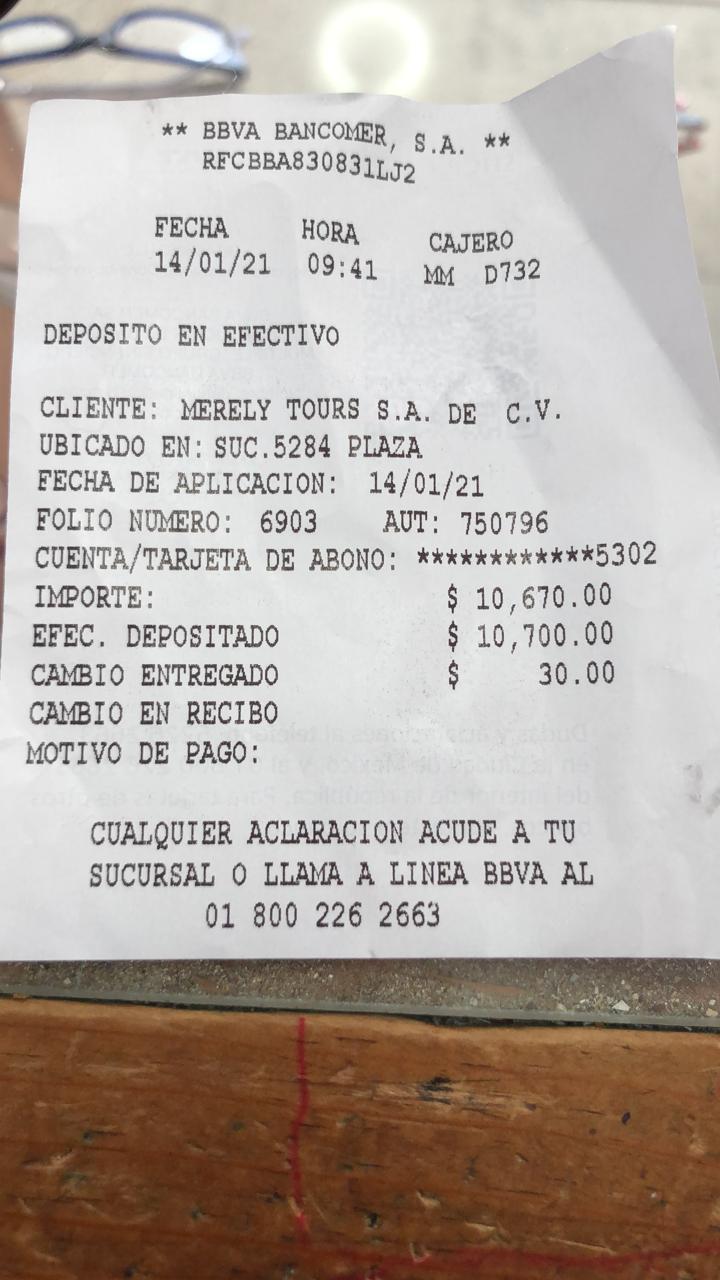 ** BBVA BANCOMER, S.A. **
RFCBBA830831LJ2
FECHA HORA CAJERO
14/01/21 09:41 MM D732
DEPOSITO EN EFECTIVO
CLIENTE: MERELY TOURS S.A. DE C.V.
UBICADO EN: SUC.5284 PLAZA
FECHA DE APLICACION: 14/01/21
FOLIO NUMERO: 6903 AUT: 750796
CUENTA/TARJETA DE ABONO: ************5302
IMPORTE: $ 10,670.00
EFEC. DEPOSITADO $ 10,700.00
CAMBIO ENTREGADO $ 30.00
CAMBIO EN RECIBO
MOTIVO DE PAGO:
CUALQUIER ACLARACION ACUDE A TU
SUCURSAL O LLAMA A LINEA BBVA AL
01 800 226 2663